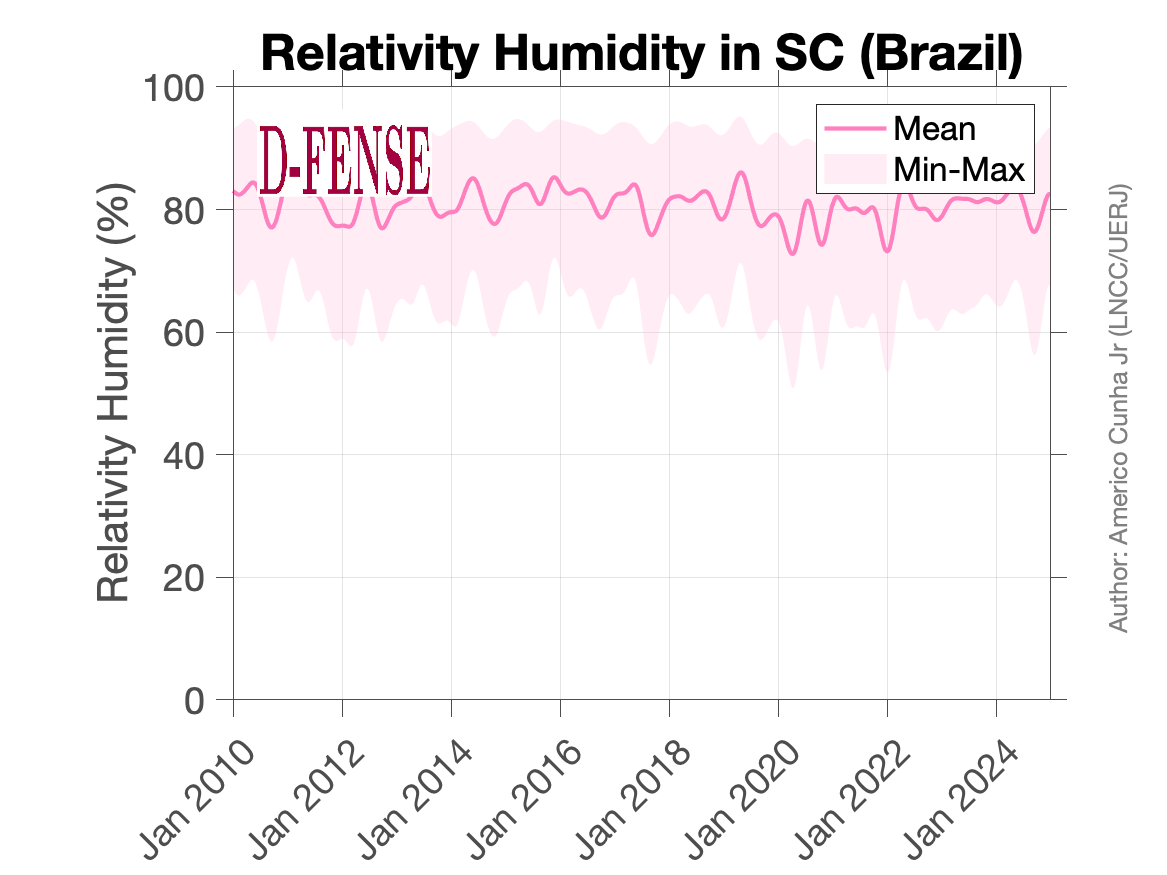 Relativity Humidity in SC (Brazil)
100
80
60
40
20
0
Relativity Humidity (%)
D-FENSE
Mean
Min-Max
Jan 2010
Jan 2012
Jan 2014
Jan 2016
Jan 2018
Jan 2020
Jan 2022
Jan 2024
Author: Americo Cunha Jr (LNCC/UERJ)